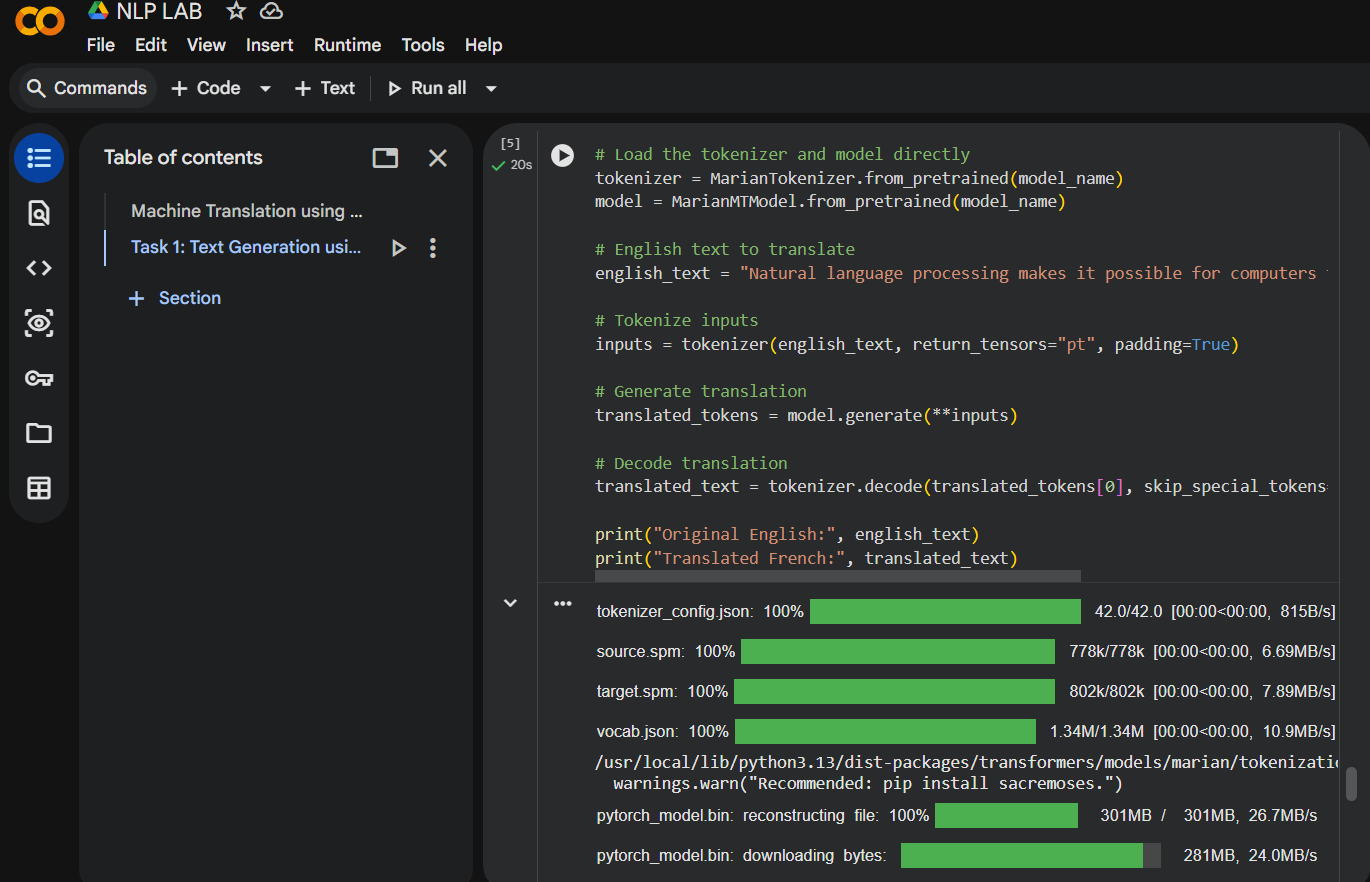 NLP LAB
File Edit View Insert Runtime Tools Help
Commands + Code + Text Run all
Table of contents
Machine Translation using ...
Task 1: Text Generation usi...
+ Section
[5]
20s
# Load the tokenizer and model directly
tokenizer = MarianTokenizer.from_pretrained(model_name)
model = MarianMTModel.from_pretrained(model_name)
# English text to translate
english_text = "Natural language processing makes it possible for computers
# Tokenize inputs
inputs = tokenizer(english_text, return_tensors="pt", padding=True)
# Generate translation
translated_tokens = model.generate(**inputs)
# Decode translation
translated_text = tokenizer.decode(translated_tokens[0], skip_special_tokens
print("Original English:", english_text)
print("Translated French:", translated_text)
tokenizer_config.json: 100% 42.0/42.0 [00:00<00:00, 815B/s]
source.spm: 100% 778k/778k [00:00<00:00, 6.69MB/s]
target.spm: 100% 802k/802k [00:00<00:00, 7.89MB/s]
vocab.json: 100% 1.34M/1.34M [00:00<00:00, 10.9MB/s]
/usr/local/lib/python3.13/dist-packages/transformers/models/marian/tokenizatio
warnings.warn("Recommended: pip install sacremoses.")
pytorch_model.bin: reconstructing file: 100% 301MB / 301MB, 26.7MB/s
pytorch_model.bin: downloading bytes: 281MB, 24.0MB/s